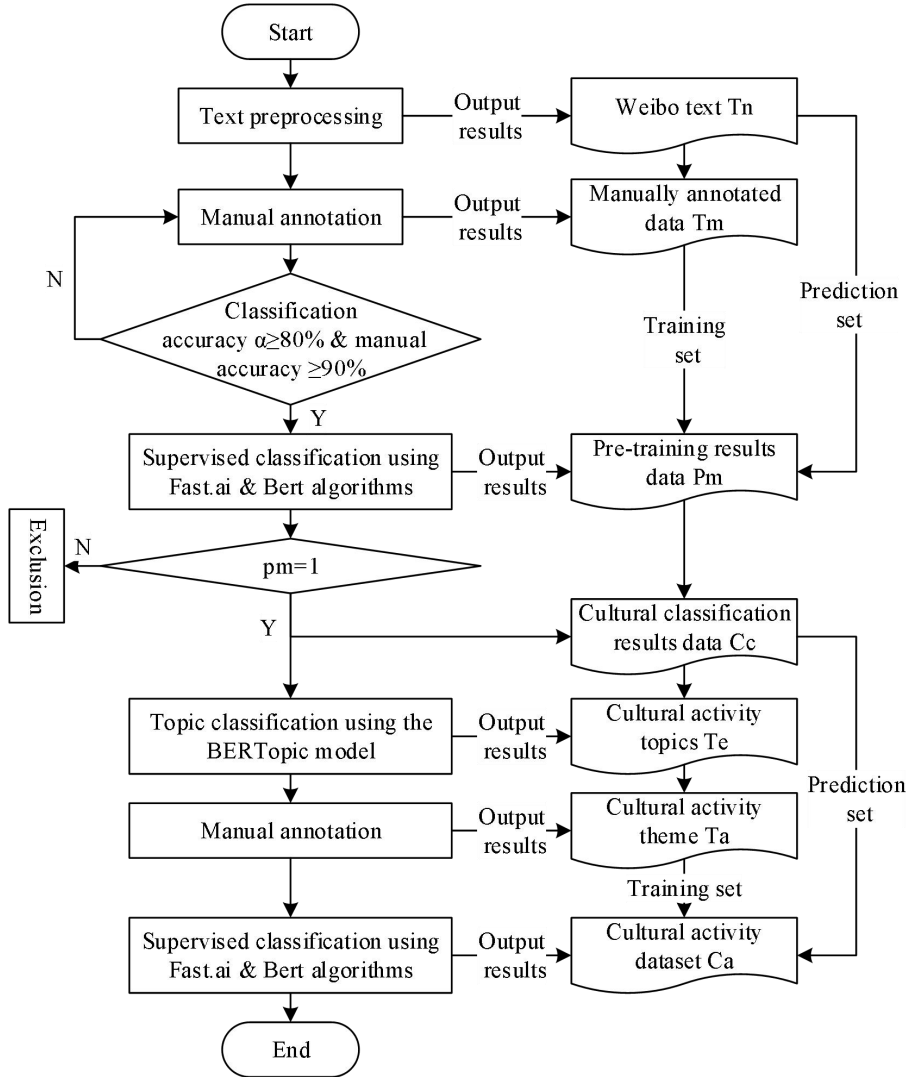 Start
Text preprocessing
Output
results
Weibo text Tn
Manual annotation
Output
results
Manually annotated
data Tm
N
Classification
accuracy α≥80% & manual
accuracy ≥90%
Training
set
Prediction
set
Y
Supervised classification using
Fast.ai & Bert algorithms
Output
results
Pre-training results
data Pm
Exclusion
N
pm=1
Y
Cultural classification
results data Cc
Topic classification using the
BERTopic model
Output
results
Cultural activity
topics Te
Prediction
set
Manual annotation
Output
results
Cultural activity
theme Ta
Training set
Supervised classification using
Fast.ai & Bert algorithms
Output
results
Cultural activity
dataset Ca
End